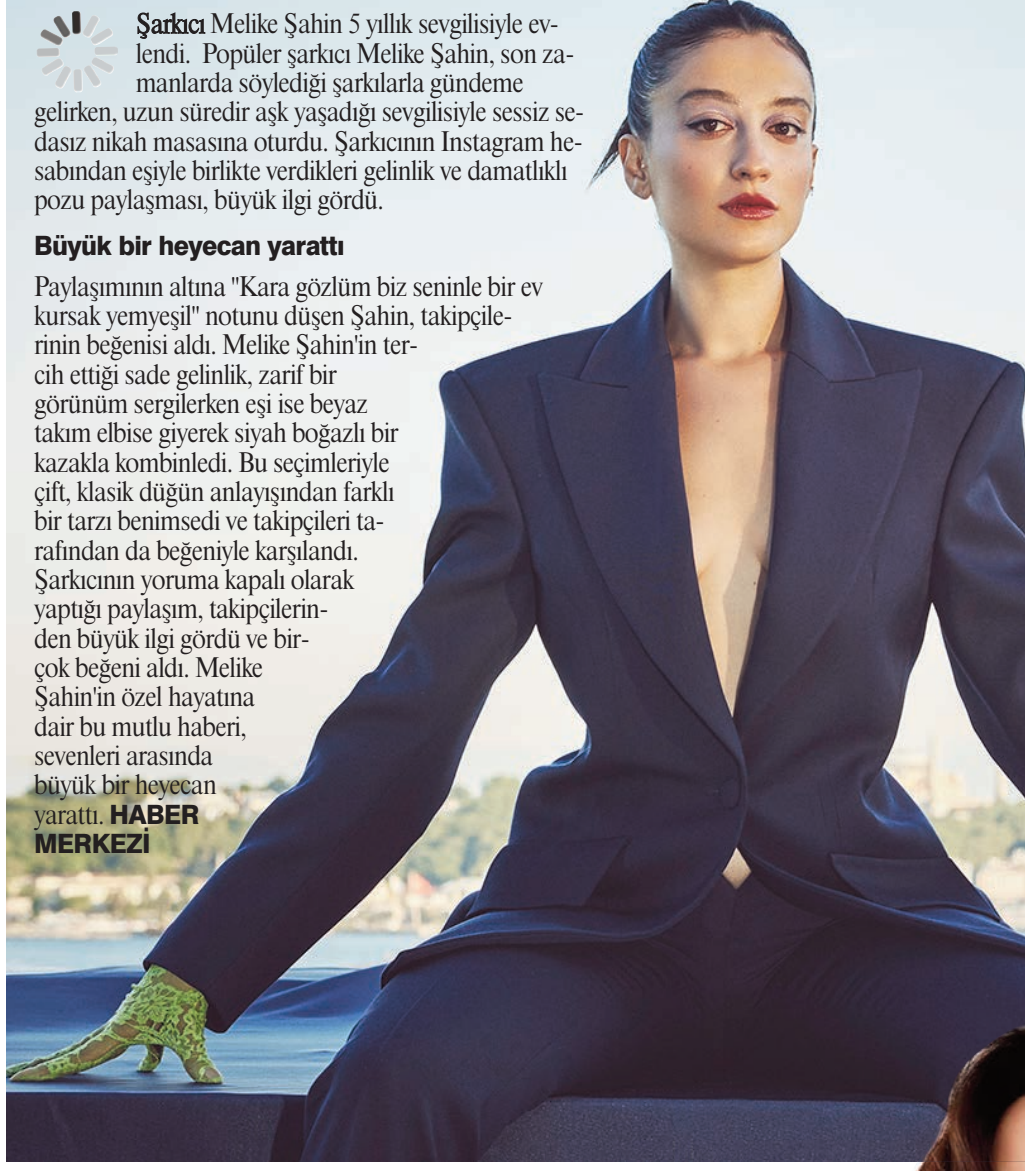 Şarkıcı Melike Şahin 5 yıllık sevgilisiyle ev-
lendi. Popüler şarkıcı Melike Şahin, son za-
manlarda söylediği şarkılarla gündeme
gelirken, uzun süredir aşk yaşadığı sevgilisiyle sessiz se-
dasız nikah masasına oturdu. Şarkıcının Instagram he-
sabından eşiyle birlikte verdikleri gelinlik ve damatlıklı
pozu paylaşması, büyük ilgi gördü.
Büyük bir heyecan yarattı
Paylaşımının altına "Kara gözlüm biz seninle bir ev
kursak yemyeşil" notunu düşen Şahin, takipçile-
rinin beğenisi aldı. Melike Şahin'in ter-
cih ettiği sade gelinlik, zarif bir
görünüm sergilerken eşi ise beyaz
takım elbise giyerek siyah boğazlı bir
kazakla kombinledi. Bu seçimleriyle
çift, klasik düğün anlayışından farklı
bir tarzı benimsedi ve takipçileri ta-
rafından da beğeniyle karşılandı.
Şarkıcının yoruma kapalı olarak
yaptığı paylaşım, takipçilerin-
den büyük ilgi gördü ve bir-
çok beğeni aldı. Melike
Şahin'in özel hayatına
dair bu mutlu haberi,
sevenleri arasında
büyük bir heyecan
yarattı. HABER
MERKEZİ